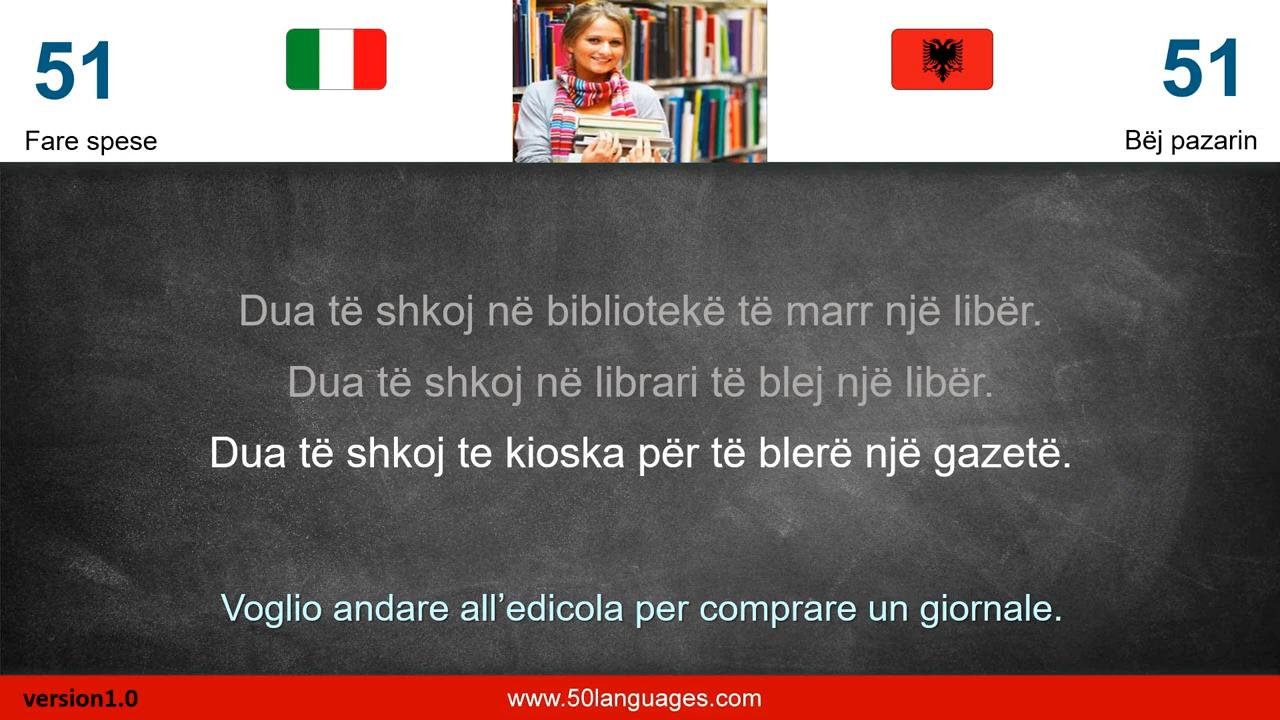 51
51
Fare spese
Bëj pazarin
Dua të shkoj në bibliotekë të marr një libër.
Dua të shkoj në librari të blej një libër.
Dua të shkoj te kioska për të blerë një gazetë.
Voglio andare all’edicola per comprare un giornale.
version1.0
www.50languages.com